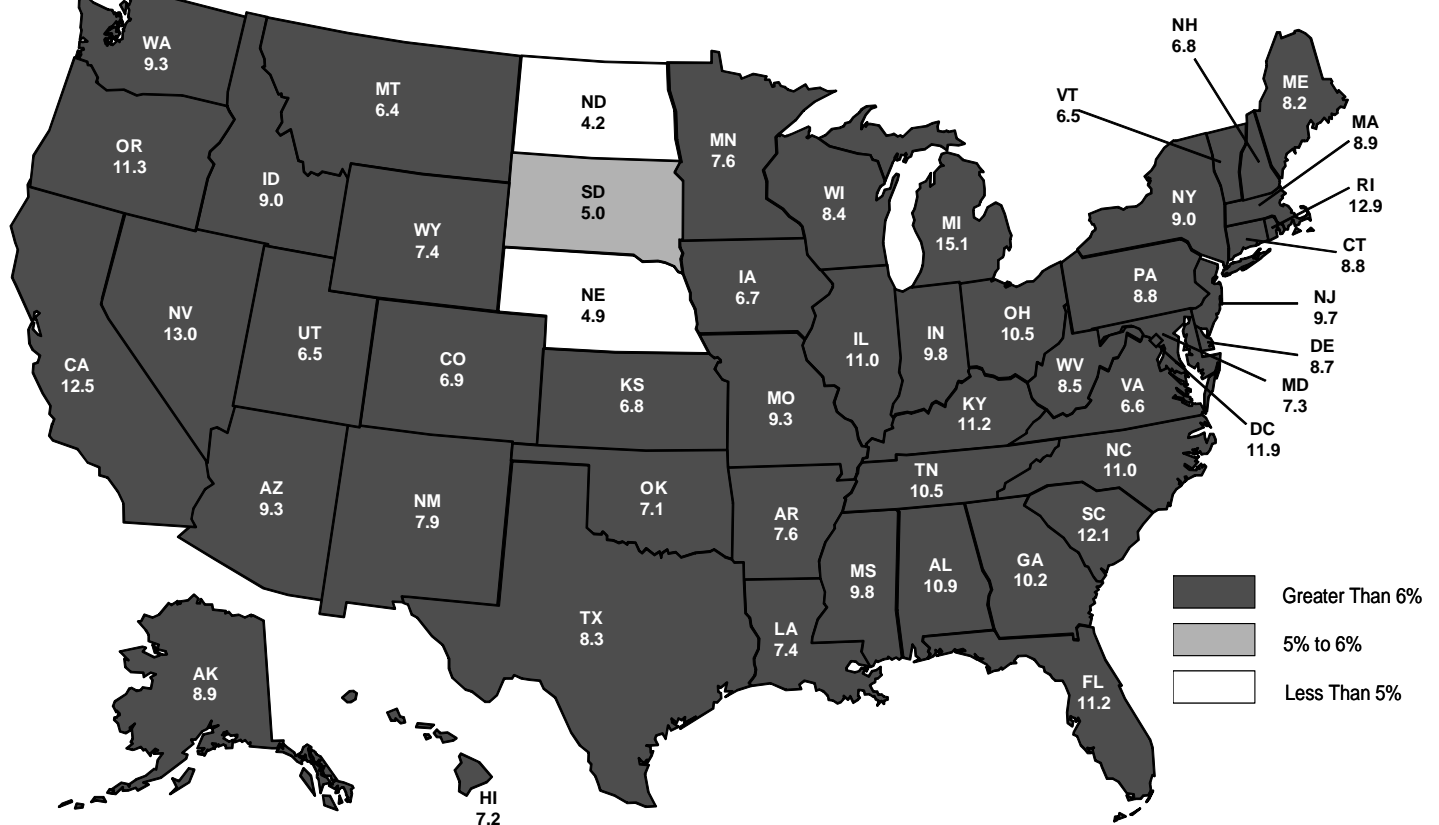 WA
9.3
OR
11.3
CA
12.5
NV
13.0
ID
9.0
MT
6.4
WY
7.4
UT
6.5
CO
6.9
AZ
9.3
NM
7.9
ND
4.2
SD
5.0
NE
4.9
KS
6.8
OK
7.1
TX
8.3
MN
7.6
IA
6.7
MO
9.3
AR
7.6
LA
7.4
WI
8.4
IL
11.0
MI
15.1
IN
9.8
OH
10.5
KY
11.2
TN
10.5
MS
9.8
AL
10.9
GA
10.2
FL
11.2
SC
12.1
NC
11.0
VA
6.6
WV
8.5
PA
8.8
NY
9.0
VT
6.5
NH
6.8
ME
8.2
MA
8.9
RI
12.9
CT
8.8
NJ
9.7
DE
8.7
MD
7.3
DC
11.9
AK
8.9
HI
7.2
Greater Than 6%
5% to 6%
Less Than 5%